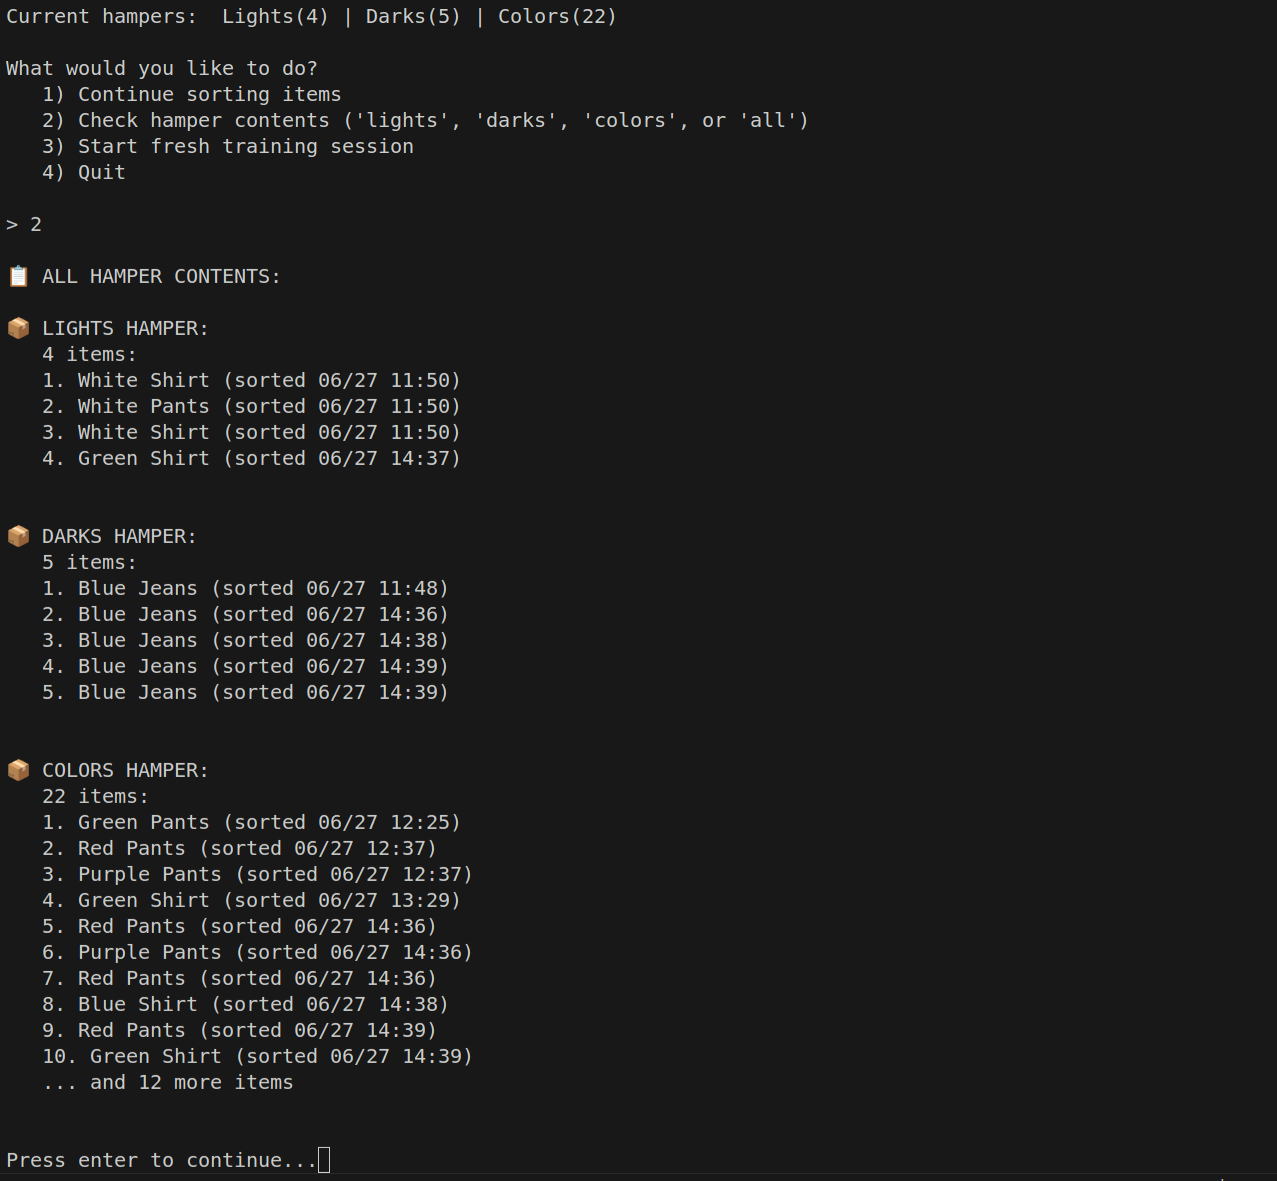 Current hampers:  Lights(4) | Darks(5) | Colors(22)
What would you like to do?
1) Continue sorting items
2) Check hamper contents ('lights', 'darks', 'colors', or 'all')
3) Start fresh training session
4) Quit
> 2
📋 ALL HAMPER CONTENTS:
📦 LIGHTS HAMPER:
4 items:
1. White Shirt (sorted 06/27 11:50)
2. White Pants (sorted 06/27 11:50)
3. White Shirt (sorted 06/27 11:50)
4. Green Shirt (sorted 06/27 14:37)
📦 DARKS HAMPER:
5 items:
1. Blue Jeans (sorted 06/27 11:48)
2. Blue Jeans (sorted 06/27 14:36)
3. Blue Jeans (sorted 06/27 14:38)
4. Blue Jeans (sorted 06/27 14:39)
5. Blue Jeans (sorted 06/27 14:39)
📦 COLORS HAMPER:
22 items:
1. Green Pants (sorted 06/27 12:25)
2. Red Pants (sorted 06/27 12:37)
3. Purple Pants (sorted 06/27 12:37)
4. Green Shirt (sorted 06/27 13:29)
5. Red Pants (sorted 06/27 14:36)
6. Purple Pants (sorted 06/27 14:36)
7. Red Pants (sorted 06/27 14:36)
8. Blue Shirt (sorted 06/27 14:38)
9. Red Pants (sorted 06/27 14:39)
10. Green Shirt (sorted 06/27 14:39)
... and 12 more items
Press enter to continue...